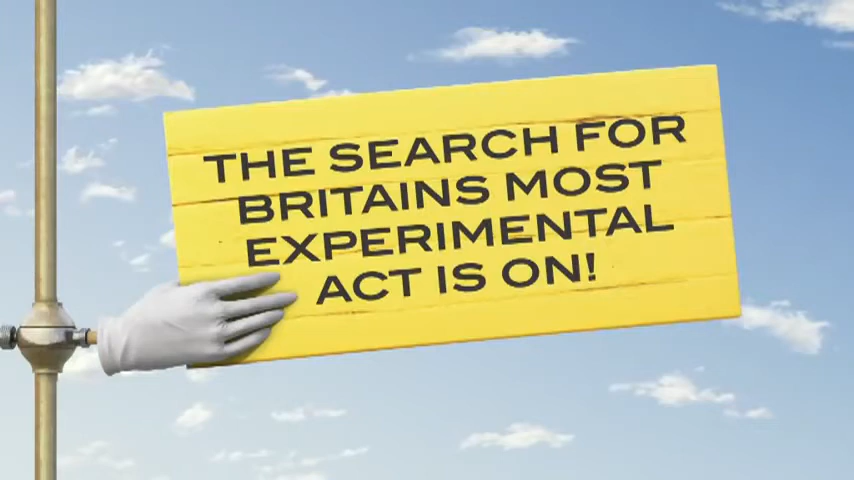 THE SEARCH FOR
BRITAINS MOST
EXPERIMENTAL
ACT IS ON!